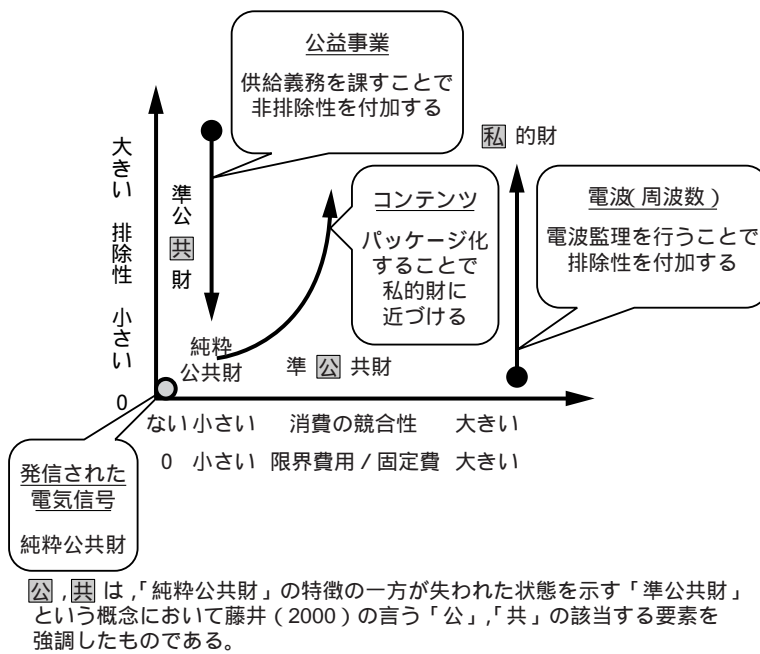 公益事業
供給義務を課すことで
非排除性を付加する
私的財
大きい 排除性 小さい
準公共財
コンテンツ
パッケージ化
することで
私的財に
近づける
電波(周波数)
電波監理を行うことで
排除性を付加する
純粋
公共財
準公共財
0
ない 小さい 消費の競合性 大きい
0 小さい 限界費用/固定費 大きい
発信された
電気信号
純粋公共財
公,共は,「純粋公共財」の特徴の一方が失われた状態を示す「準公共財」
という概念において藤井(2000)の言う「公」,「共」の該当する要素を
強調したものである。